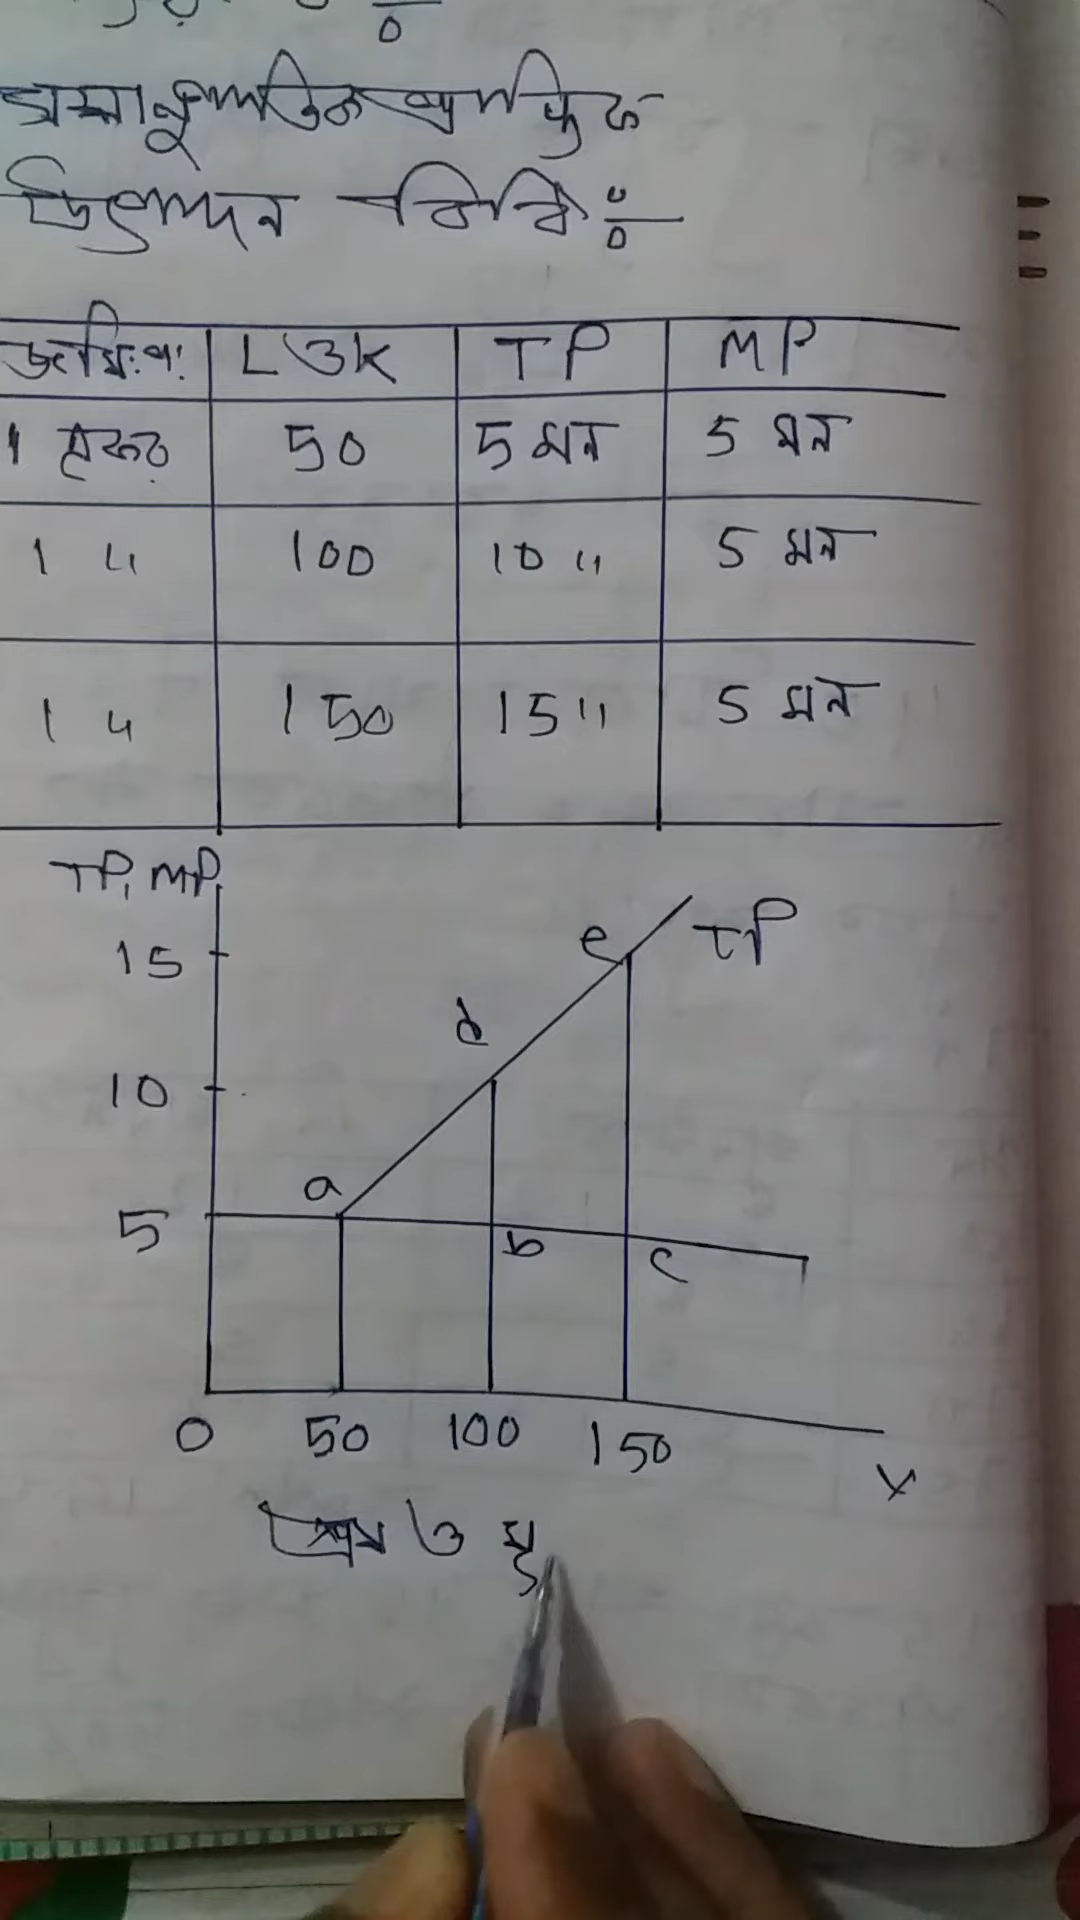 সমানুপাতিক প্রান্তিক
উৎপাদন বিধিঃ
জমিঃপঃ LওK TP MP
1 একর 50 5 মন 5 মন
1 " 100 10 " 5 মন
1 " 150 15 " 5 মন
TP, MP
15 e TP
d
10
a
5 b c
0 50 100 150 X
শ্রম ও মূ